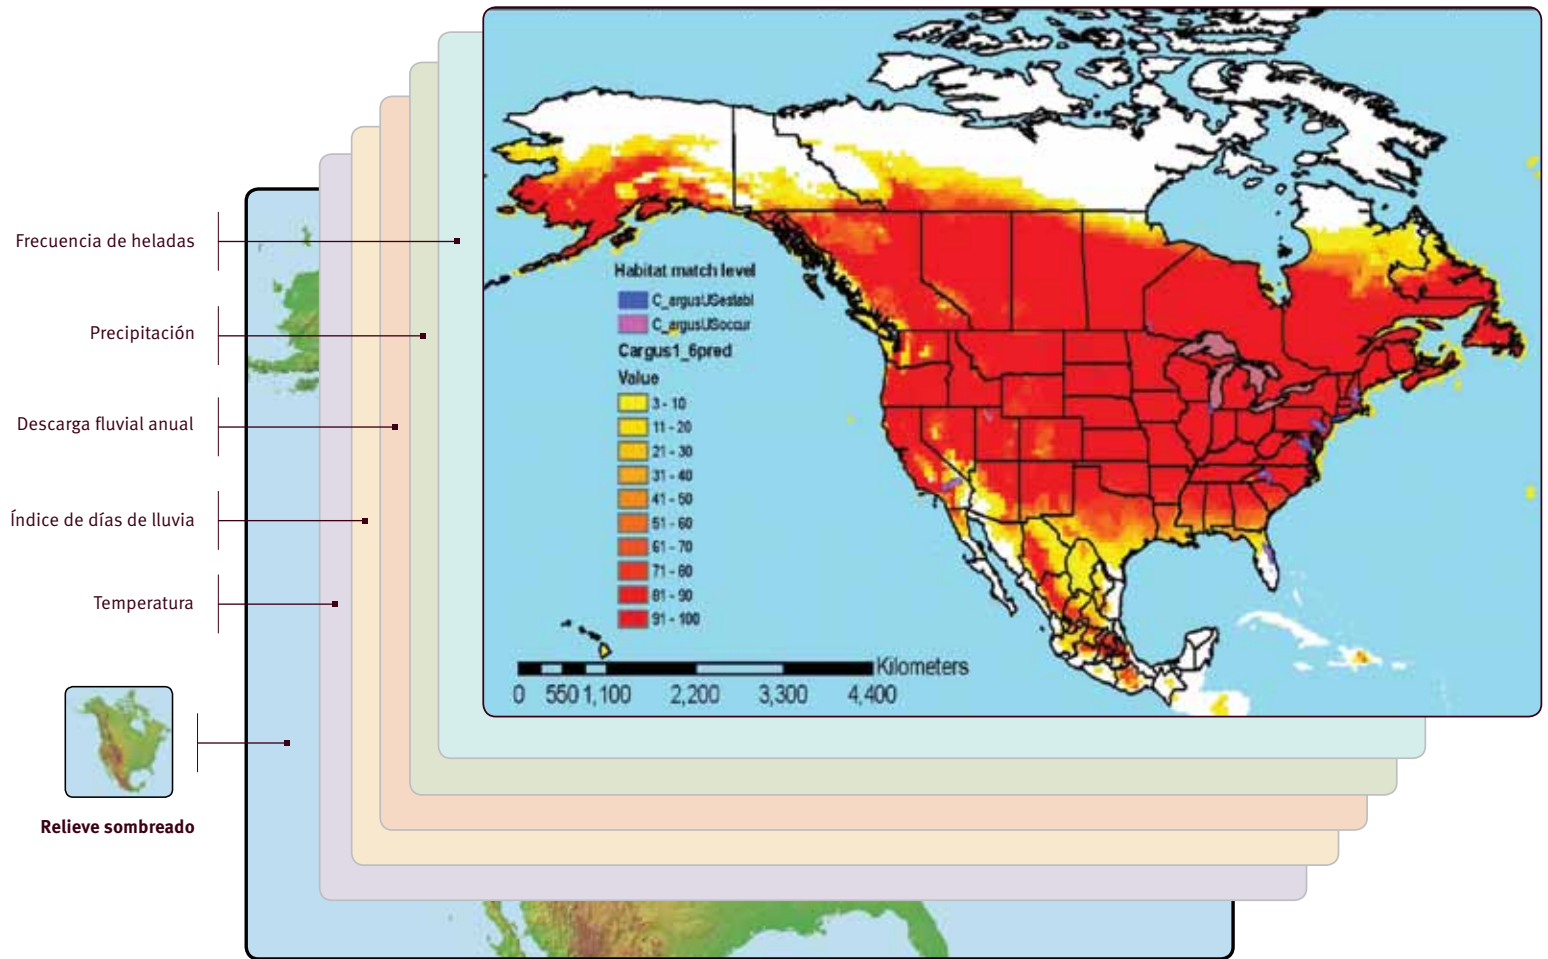 Frecuencia de heladas
Precipitación
Descarga fluvial anual
Índice de días de lluvia
Temperatura
Relieve sombreado
Habitat match level
C_argusUSestabl
C_argusUSoccur
Cargus1_6pred
Value
3 - 10
11 - 20
21 - 30
31 - 40
41 - 50
51 - 60
61 - 70
71 - 80
81 - 90
91 - 100
Kilometers
0 550 1,100 2,200 3,300 4,400